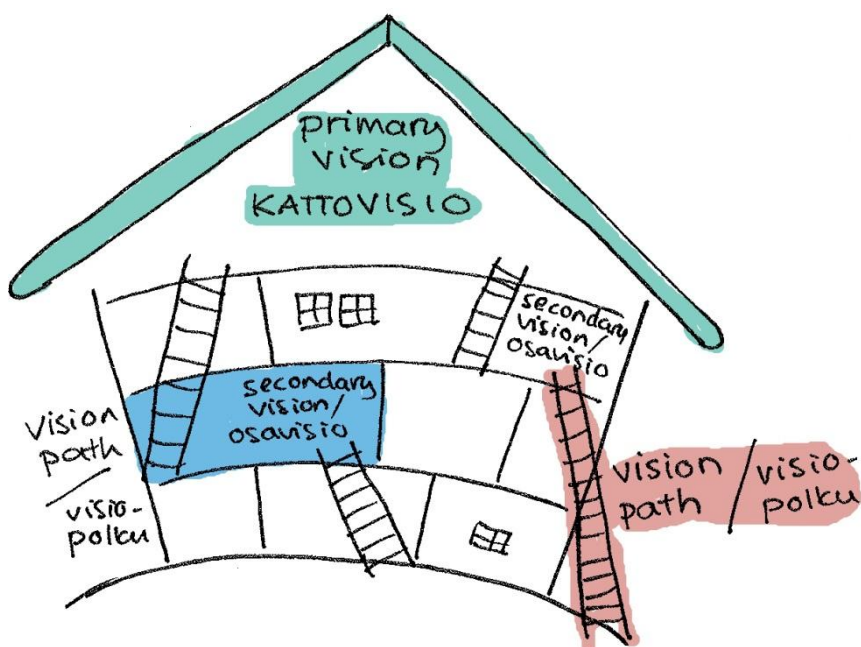 primary
vision
KATTOVISIO
secondary
vision/
osavisio
secondary
vision/
osavisio
vision
path
/
visio-
polku
vision / visio-
path polku